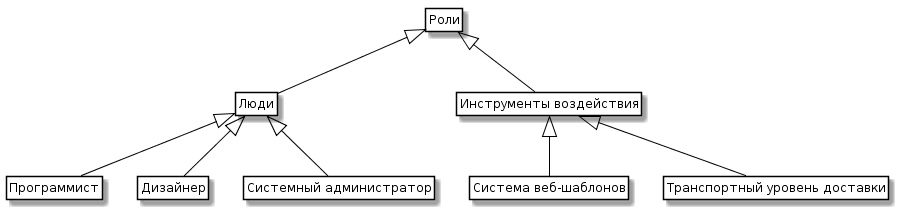 Роли
Люди
Инструменты воздействия
Программист
Дизайнер
Системный администратор
Система веб-шаблонов
Транспортный уровень доставки